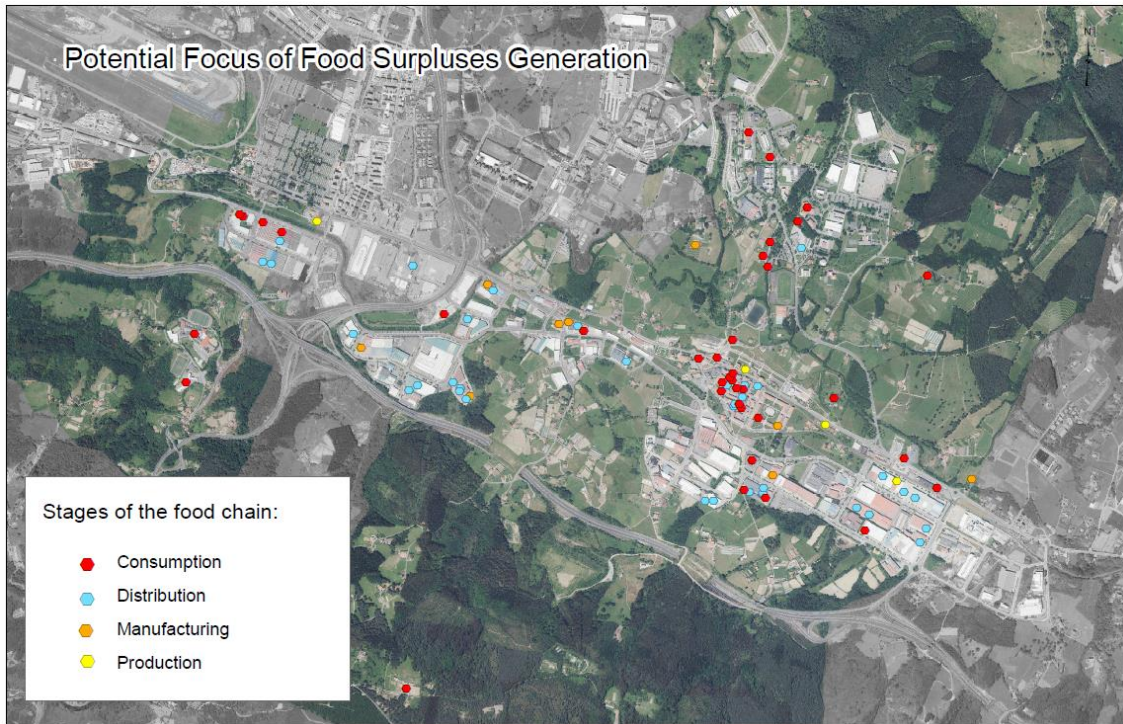 Potential Focus of Food Surpluses Generation
N
Stages of the food chain:
Consumption
Distribution
Manufacturing
Production